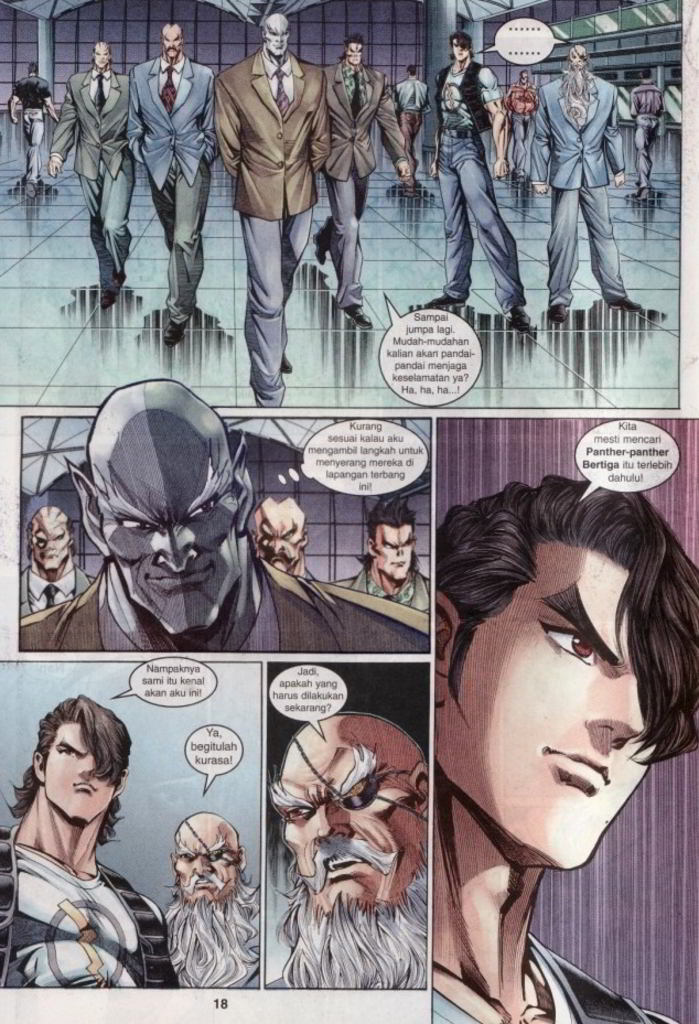 ......
......
Sampai
jumpa lagi.
Mudah-mudahan
kalian akan pandai-
pandai menjaga
keselamatan ya?
Ha, ha, ha...!
Kurang
sesuai kalau aku
mengambil langkah untuk
menyerang mereka di
lapangan terbang
ini!
Kita
mesti mencari
Panther-panther
Bertiga itu terlebih
dahulu!
Nampaknya
sami itu kenal
akan aku ini!
Ya,
begitulah
kurasa!
Jadi,
apakah yang
harus dilakukan
sekarang?
18